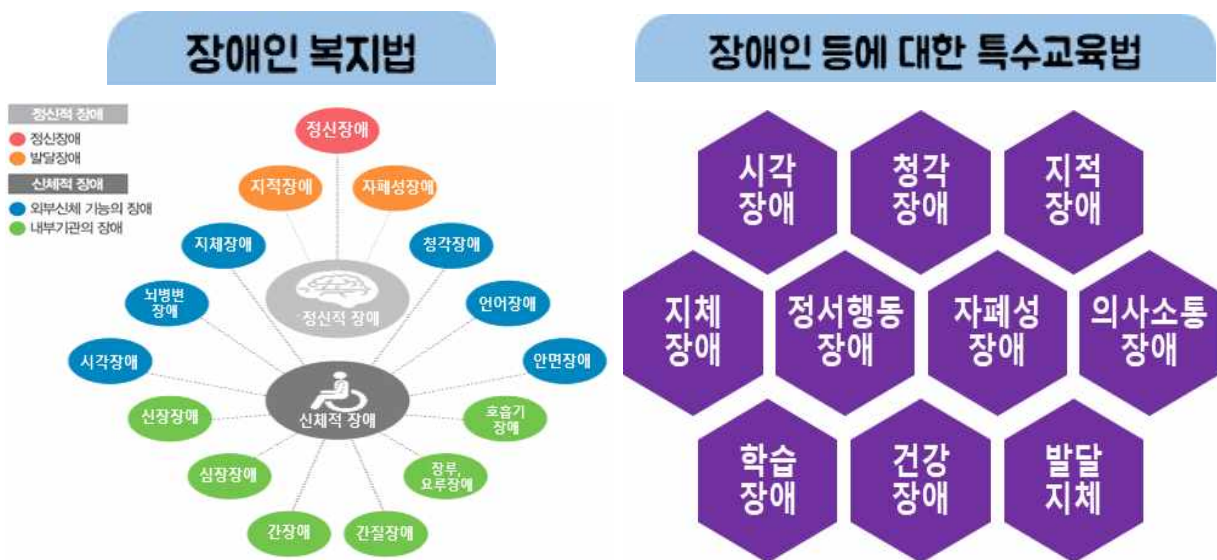 장애인 복지법
정신적 장애
정신장애
발달장애
신체적 장애
외부신체 기능의 장애
내부기관의 장애
정신장애
지적장애
자폐성장애
지체장애
청각장애
뇌병변
장애
언어장애
정신적 장애
시각장애
안면장애
신체적 장애
신장장애
호흡기
장애
심장장애
장루,
요루장애
간장애
간질장애
장애인 등에 대한 특수교육법
시각
장애
청각
장애
지적
장애
지체
장애
정서행동
장애
자폐성
장애
의사소통
장애
학습
장애
건강
장애
발달
지체